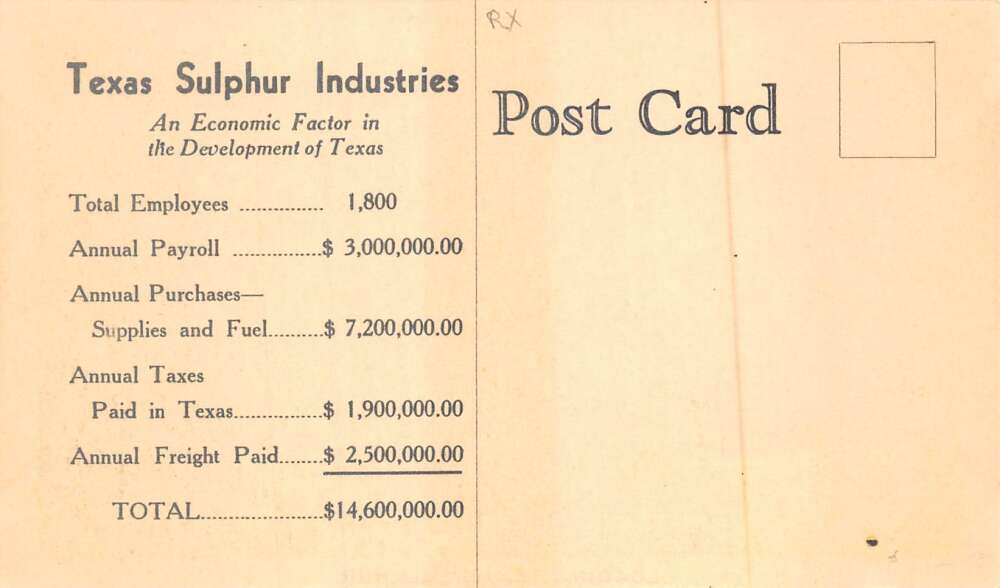 RX
Texas Sulphur Industries
An Economic Factor in
the Development of Texas
Total Employees ............... 1,800
Annual Payroll .................$ 3,000,000.00
Annual Purchases—
Supplies and Fuel..........$ 7,200,000.00
Annual Taxes
Paid in Texas................$ 1,900,000.00
Annual Freight Paid........$ 2,500,000.00
TOTAL......................$14,600,000.00
Post Card